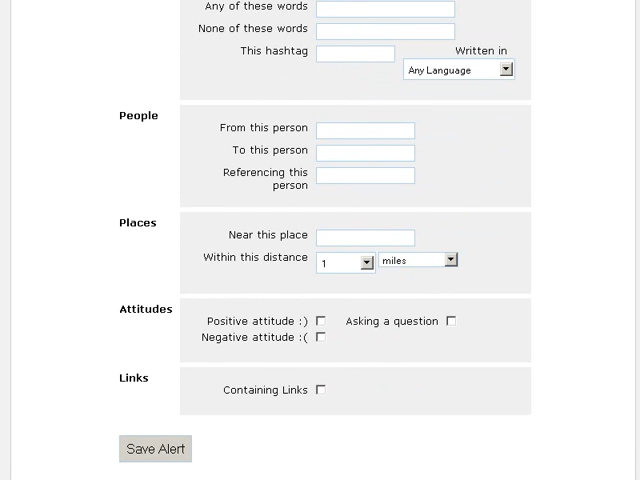 Any of these words
None of these words
This hashtag Written in
Any Language
People
From this person
To this person
Referencing this
person
Places
Near this place
Within this distance 1 miles
Attitudes
Positive attitude :) Asking a question
Negative attitude :(
Links
Containing Links
Save Alert